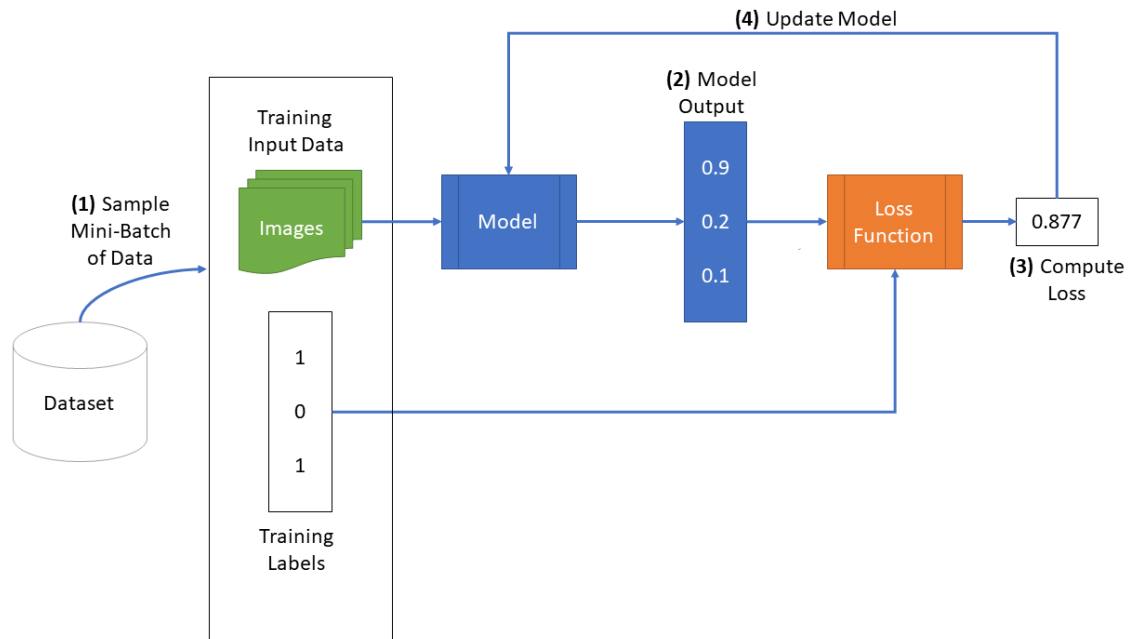 (4) Update Model
(2) Model
Output
Training
Input Data
(1) Sample
Mini-Batch
of Data
Images
Model
0.9
0.2
0.1
Loss
Function
0.877
(3) Compute
Loss
Dataset
1
0
1
Training
Labels